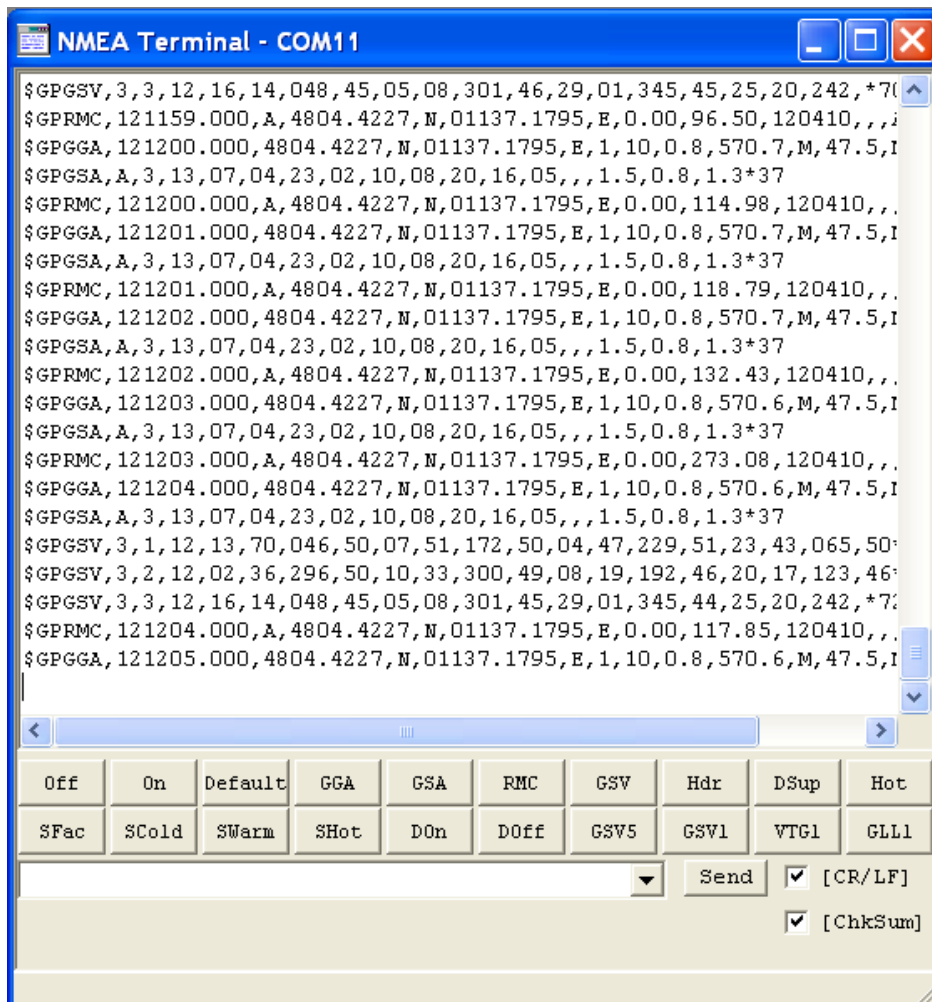 NMEA Terminal - COM11
$GPGSV,3,3,12,16,14,048,45,05,08,301,46,29,01,345,45,25,20,242,*70
$GPRMC,121159.000,A,4804.4227,N,01137.1795,E,0.00,96.50,120410,,,
$GPGGA,121200.000,4804.4227,N,01137.1795,E,1,10,0.8,570.7,M,47.5,
$GPGSA,A,3,13,07,04,23,02,10,08,20,16,05,,,1.5,0.8,1.3*37
$GPRMC,121200.000,A,4804.4227,N,01137.1795,E,0.00,114.98,120410,,,
$GPGGA,121201.000,4804.4227,N,01137.1795,E,1,10,0.8,570.7,M,47.5,
$GPGSA,A,3,13,07,04,23,02,10,08,20,16,05,,,1.5,0.8,1.3*37
$GPRMC,121201.000,A,4804.4227,N,01137.1795,E,0.00,118.79,120410,,,
$GPGGA,121202.000,4804.4227,N,01137.1795,E,1,10,0.8,570.7,M,47.5,
$GPGSA,A,3,13,07,04,23,02,10,08,20,16,05,,,1.5,0.8,1.3*37
$GPRMC,121202.000,A,4804.4227,N,01137.1795,E,0.00,132.43,120410,,,
$GPGGA,121203.000,4804.4227,N,01137.1795,E,1,10,0.8,570.6,M,47.5,
$GPGSA,A,3,13,07,04,23,02,10,08,20,16,05,,,1.5,0.8,1.3*37
$GPRMC,121203.000,A,4804.4227,N,01137.1795,E,0.00,273.08,120410,,,
$GPGGA,121204.000,4804.4227,N,01137.1795,E,1,10,0.8,570.6,M,47.5,
$GPGSA,A,3,13,07,04,23,02,10,08,20,16,05,,,1.5,0.8,1.3*37
$GPGSV,3,1,12,13,70,046,50,07,51,172,50,04,47,229,51,23,43,065,50*
$GPGSV,3,2,12,02,36,296,50,10,33,300,49,08,19,192,46,20,17,123,46*
$GPGSV,3,3,12,16,14,048,45,05,08,301,45,29,01,345,44,25,20,242,*72
$GPRMC,121204.000,A,4804.4227,N,01137.1795,E,0.00,117.85,120410,,,
$GPGGA,121205.000,4804.4227,N,01137.1795,E,1,10,0.8,570.6,M,47.5,
Off On Default GGA GSA RMC GSV Hdr DSup Hot
SFac SCold SWarm SHot DOn DOff GSV5 GSV1 VTG1 GLL1
Send [CR/LF]
[ChkSum]